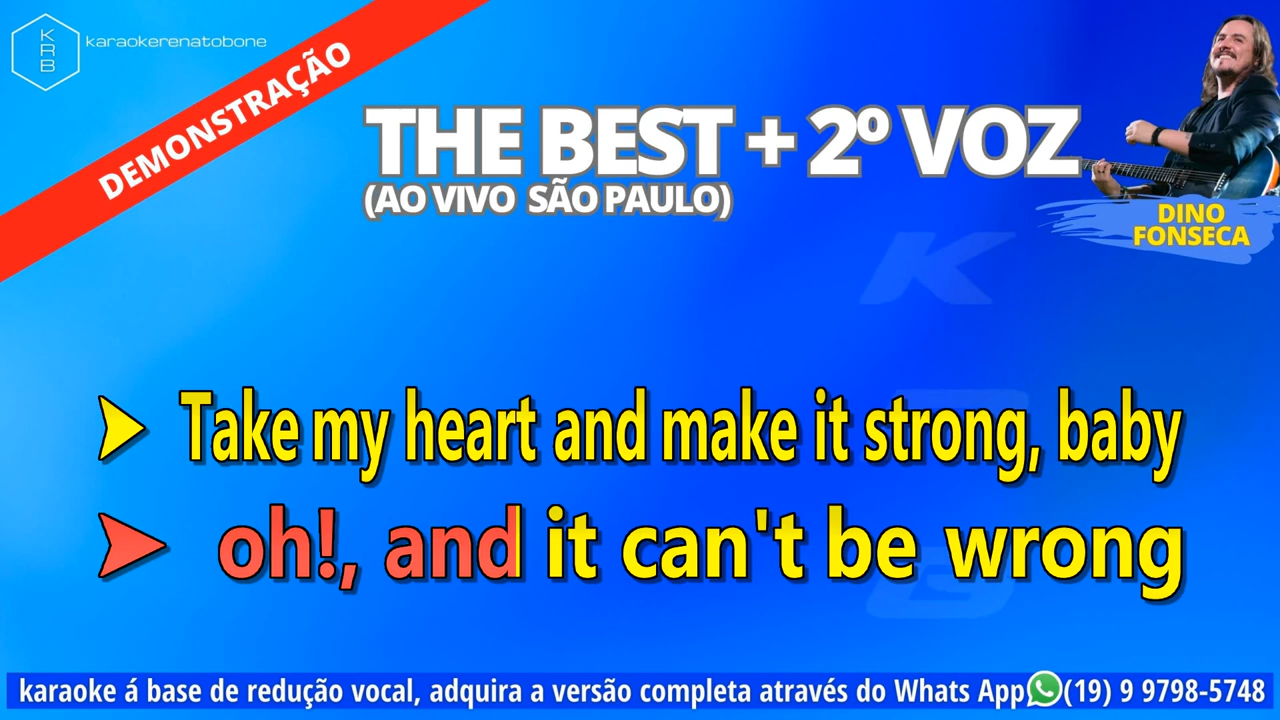 K
R
B
karaokerenatobone
DEMONSTRAÇÃO
THE BEST + 2º VOZ
(AO VIVO SÃO PAULO)
DINO
FONSECA
K
B
Take my heart and make it strong, baby
oh!, and it can't be wrong
karaoke á base de redução vocal, adquira a versão completa através do Whats App (19) 9 9798-5748